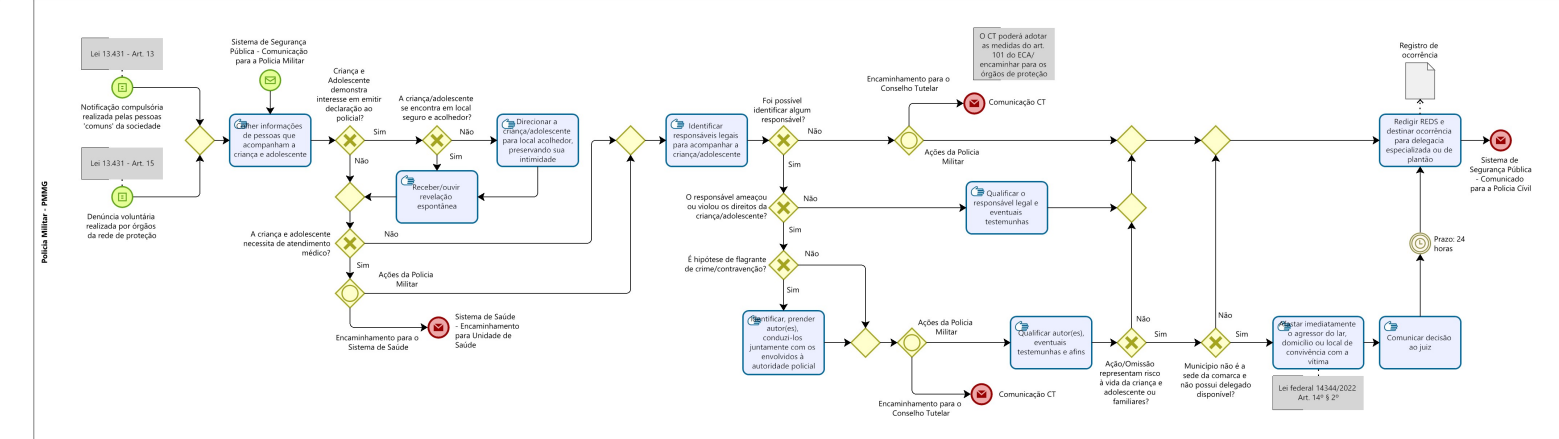 Policia Militar - PMMG
Lei 13.431 - Art. 13
Notificação compulsória
realizada pelas pessoas
'comuns' da sociedade
Lei 13.431 - Art. 15
Denúncia voluntária
realizada por órgãos
da rede de proteção
Sistema de Segurança
Pública - Comunicação
para a Policia Militar
informações
de pessoas que
acompanham a
criança e adolescente
Criança e
Adolescente
demonstra
interesse em emitir
declaração ao
policial?
Sim
Não
A criança/adolescente
se encontra em local
seguro e acolhedor?
Não
Sim
Direcionar a
criança/adolescente
para local acolhedor,
preservando sua
intimidade
Receber/ouvir
revelação
espontânea
A criança e adolescente
necessita de atendimento
médico?
Não
Sim
Ações da Policia
Militar
Encaminhamento para o
Sistema de Saúde
Sistema de Saúde
- Encaminhamento
para Unidade de
Saúde
Identificar
responsáveis legais
para acompanhar a
criança/adolescente
Foi possível
identificar algum
responsável?
Não
Sim
Encaminhamento para o
Conselho Tutelar
Comunicação CT
Ações da Policia
Militar
O CT poderá adotar
as medidas do art.
101 do ECA/
encaminhar para os
órgãos de proteção
O responsável ameaçou
ou violou os direitos da
criança/adolescente?
Não
Sim
Qualificar o
responsável legal e
eventuais
testemunhas
É hipótese de flagrante
de crime/contravenção?
Não
Sim
Identificar, prender
autor(es),
conduzi-los
juntamente com os
envolvidos à
autoridade policial
Ações da Policia
Militar
Encaminhamento para o
Conselho Tutelar
Comunicação CT
Qualificar autor(es),
eventuais
testemunhas e afins
Não
Sim
Ação/Omissão
representam risco
à vida da criança e
adolescente ou
familiares?
Não
Sim
Município não é a
sede da comarca e
não possui delegado
disponível?
Afastar imediatamente
o agressor do lar,
domicílio ou local de
convivência com a
vítima
Lei federal 14344/2022
Art. 14º § 2º
Comunicar decisão
ao juiz
Prazo: 24
horas
Registro de
ocorrência
Redigir REDS e
destinar ocorrência
para delegacia
especializada ou de
plantão
Sistema de
Segurança Pública
- Comunicado
para a Policia Civil